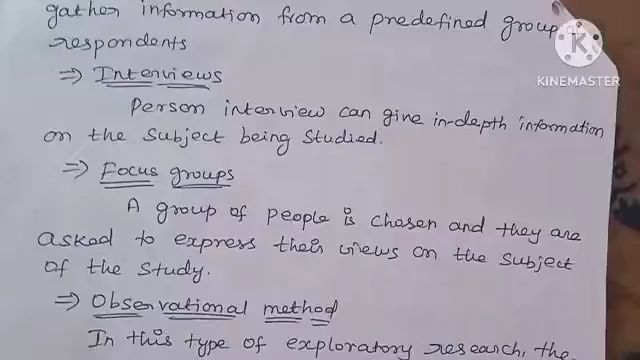 gather information from a predefined group of
respondents
⇒ Interviews
Person interview can give in-depth information
on the subject being studied.
⇒ Focus groups
A group of people is chosen and they are
asked to express their views on the subject
of the study.
⇒ Observational method
In this type of exploratory research, the
KINEMASTER